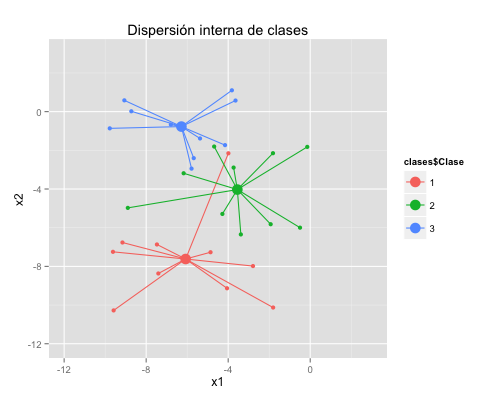 Dispersión interna de clases
x2
0
-4
-8
-12
-12
-8
-4
0
x1
clases$Clase
1
2
3